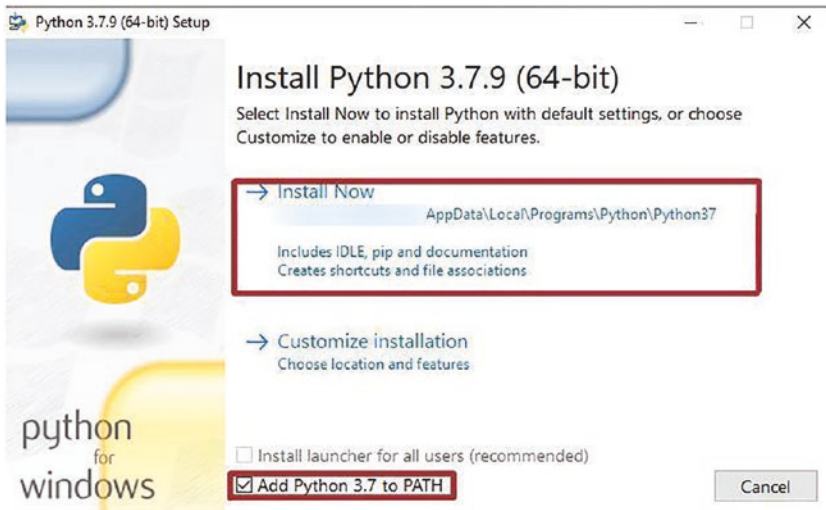 Python 3.7.9 (64-bit) Setup
Install Python 3.7.9 (64-bit)
Select Install Now to install Python with default settings, or choose
Customize to enable or disable features.
Install Now
AppData\Local\Programs\Python\Python37
Includes IDLE, pip and documentation
Creates shortcuts and file associations
Customize installation
Choose location and features
python
for
windows
Install launcher for all users (recommended)
Add Python 3.7 to PATH
Cancel